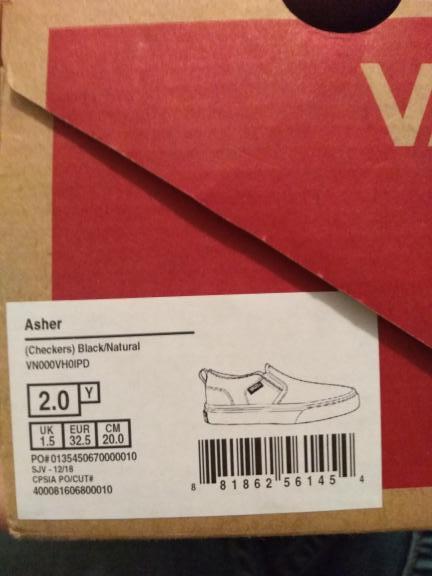 VA
Asher
(Checkers) Black/Natural
VN000VH0IPD
2.0 Y
UK EUR CM
1.5 32.5 20.0
PO#0135450670000010
SJV - 12/18
CPSIA PO/CUT#
400081606800010
8 81862 56145 4